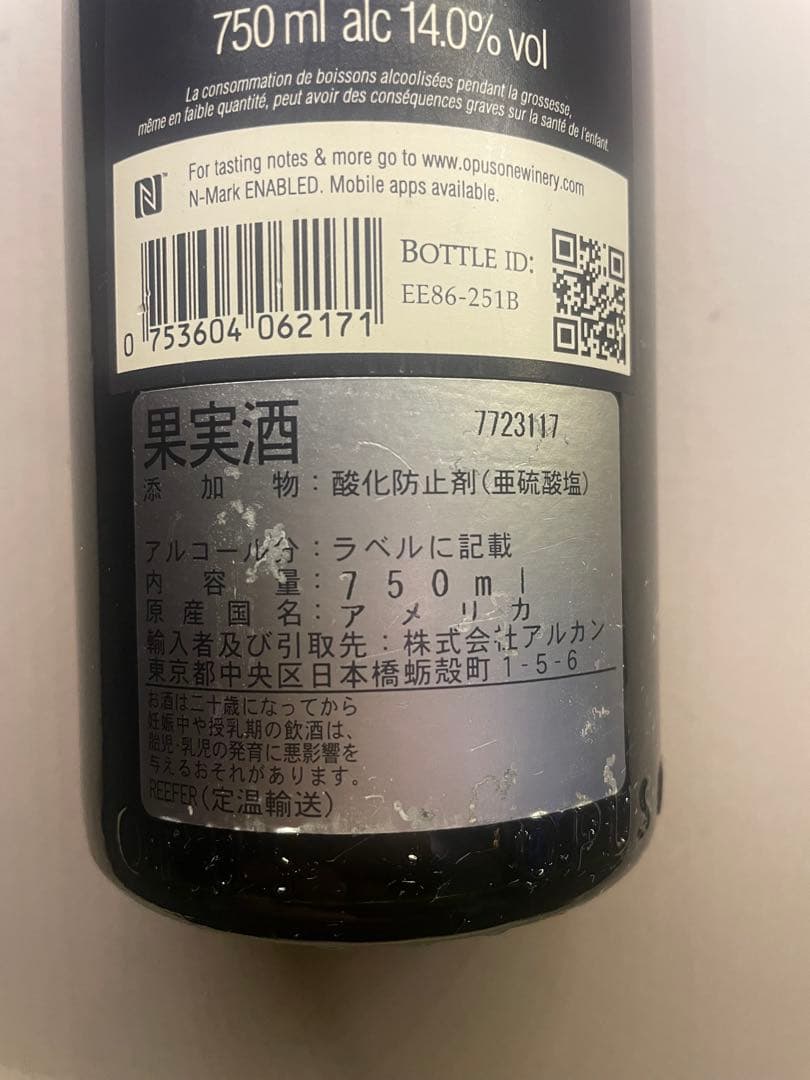 750 ml alc 14.0% vol
La consommation de boissons alcoolisées pendant la grossesse,
même en faible quantité, peut avoir des conséquences graves sur la santé de l'enfant.
For tasting notes & more go to www.opusonewinery.com
N-Mark ENABLED. Mobile apps available.
BOTTLE ID:
EE86-251B
0 753604 062171
果実酒 7723117
添加物：酸化防止剤（亜硫酸塩）
アルコール分：ラベルに記載
内容量：750ml
原産国名：アメリカ
輸入者及び引取先：株式会社アルカン
東京都中央区日本橋蛎殻町1-5-6
お酒は二十歳になってから
妊娠中や授乳期の飲酒は、
胎児・乳児の発育に悪影響を
与えるおそれがあります。
REEFER（定温輸送）
OPUS